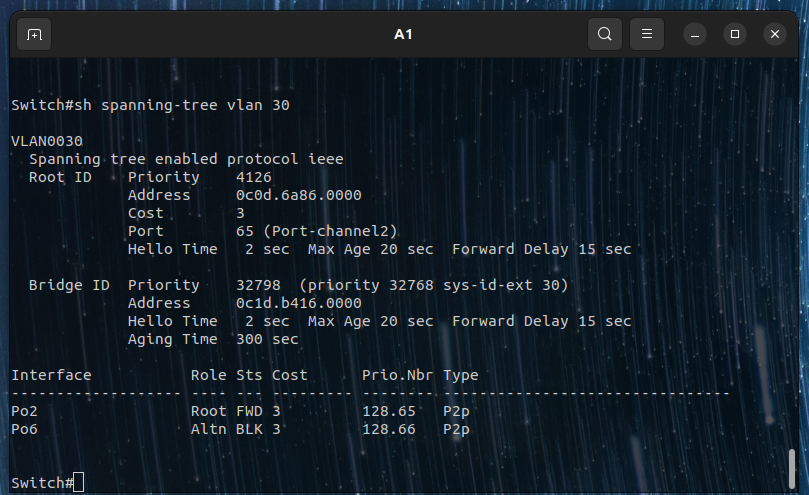 A1
Switch#sh spanning-tree vlan 30
VLAN0030
Spanning tree enabled protocol ieee
Root ID Priority 4126
Address 0c0d.6a86.0000
Cost 3
Port 65 (Port-channel2)
Hello Time 2 sec Max Age 20 sec Forward Delay 15 sec
Bridge ID Priority 32798 (priority 32768 sys-id-ext 30)
Address 0c1d.b416.0000
Hello Time 2 sec Max Age 20 sec Forward Delay 15 sec
Aging Time 300 sec
Interface Role Sts Cost Prio.Nbr Type
------------------- ---- --- --------- -------- --------------------------------
Po2 Root FWD 3 128.65 P2p
Po6 Altn BLK 3 128.66 P2p
Switch#